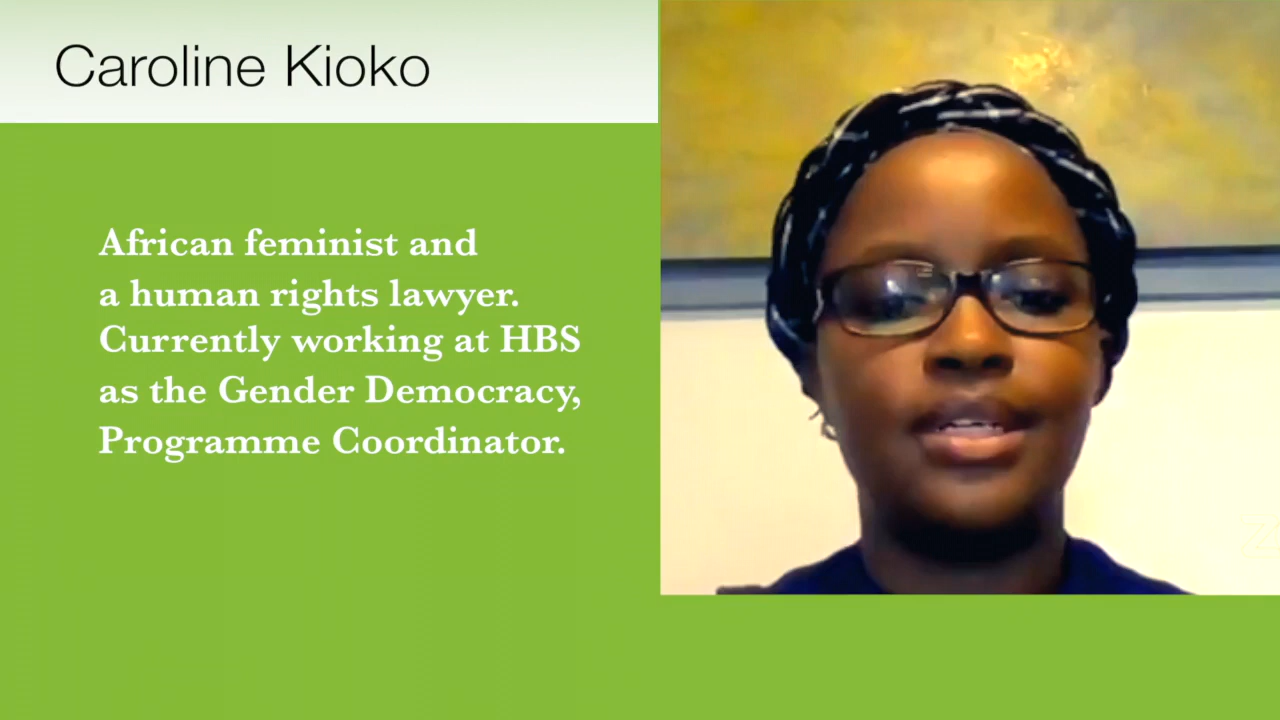 Caroline Kioko
African feminist and
a human rights lawyer.
Currently working at HBS
as the Gender Democracy,
Programme Coordinator.